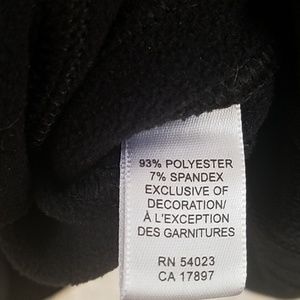 93% POLYESTER
7% SPANDEX
EXCLUSIVE OF
DECORATION/
À L'EXCEPTION
DES GARNITURES
RN 54023
CA 17897